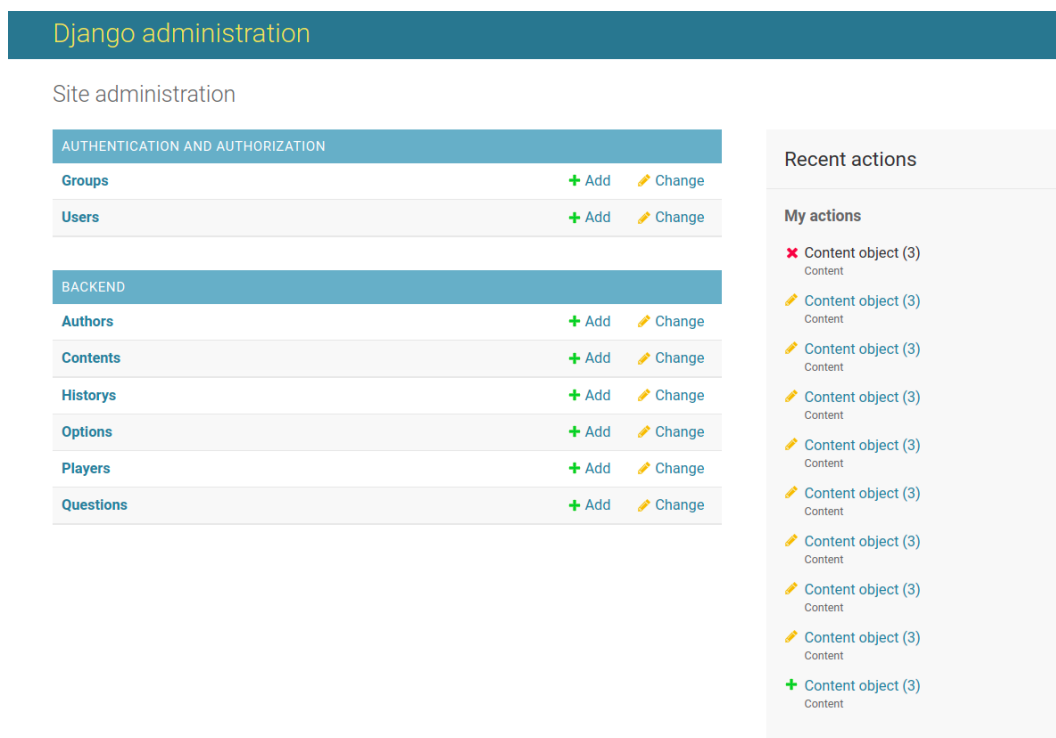 Django administration
Site administration
AUTHENTICATION AND AUTHORIZATION
Groups Add Change
Users Add Change
BACKEND
Authors Add Change
Contents Add Change
Historys Add Change
Options Add Change
Players Add Change
Questions Add Change
Recent actions
My actions
Content object (3)
Content
Content object (3)
Content
Content object (3)
Content
Content object (3)
Content
Content object (3)
Content
Content object (3)
Content
Content object (3)
Content
Content object (3)
Content
Content object (3)
Content
Content object (3)
Content